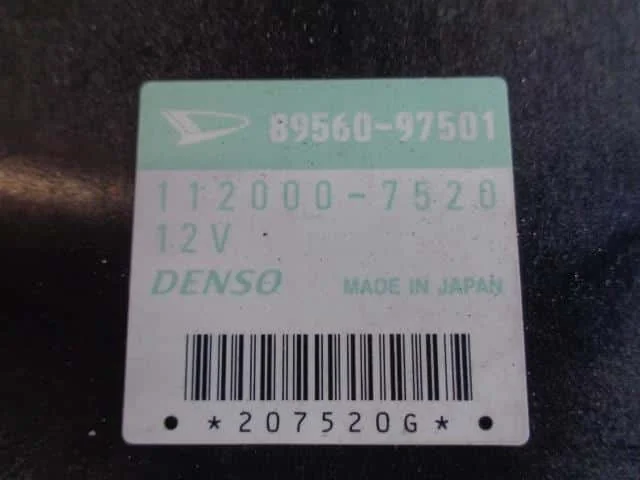 89560-97501
112000-7520
12V
DENSO MADE IN JAPAN
*207520G*